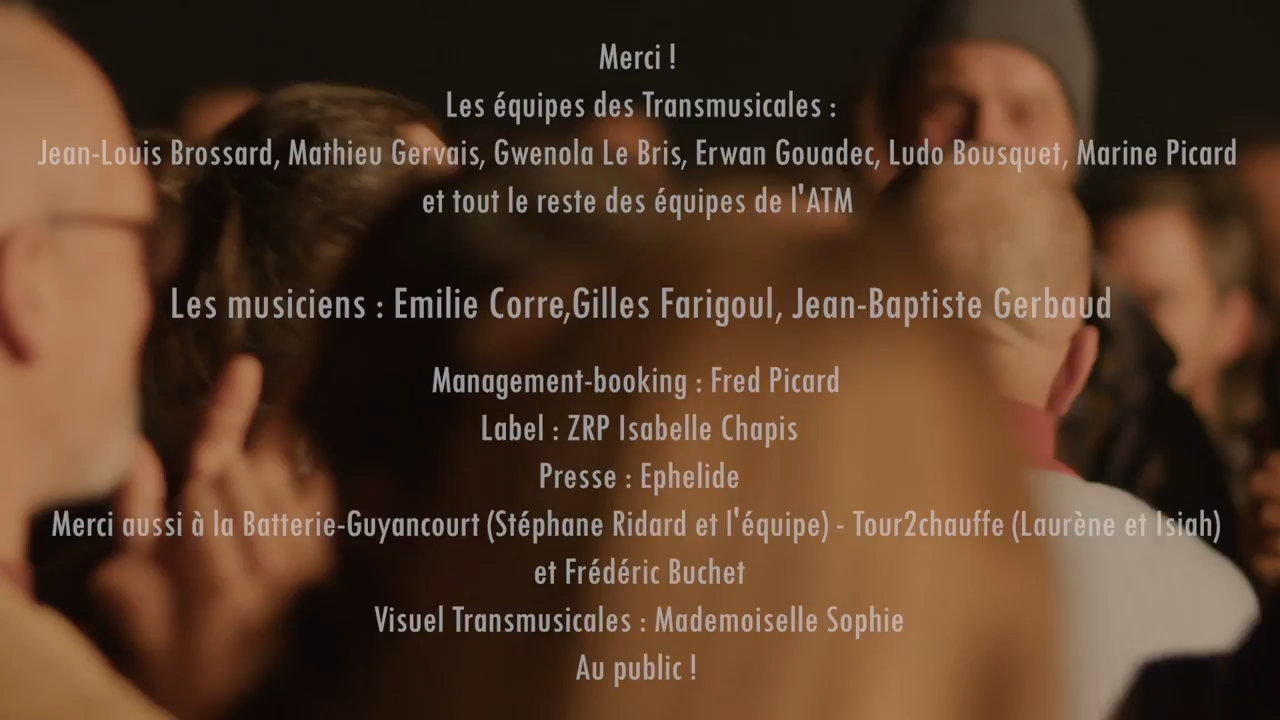 Merci !
Les équipes des Transmusicales :
Jean-Louis Brossard, Mathieu Gervais, Gwenola Le Bris, Erwan Gouadec, Ludo Bousquet, Marine Picard
et tout le reste des équipes de l'ATM
Les musiciens : Emilie Corre,Gilles Farigoul, Jean-Baptiste Gerbaud
Management-booking : Fred Picard
Label : ZRP Isabelle Chapis
Presse : Ephelide
Merci aussi à la Batterie-Guyancourt (Stéphane Ridard et l'équipe) - Tour2chauffe (Laurène et Isiah)
et Frédéric Buchet
Visuel Transmusicales : Mademoiselle Sophie
Au public !